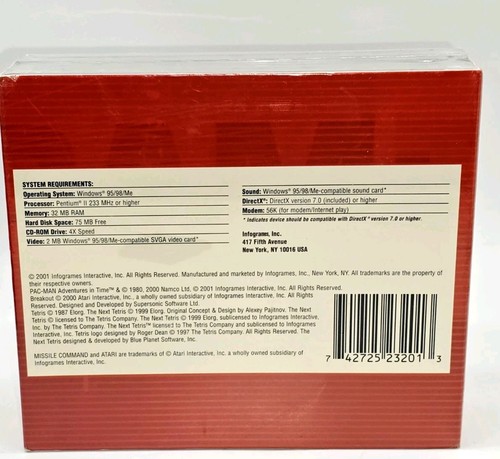 SYSTEM REQUIREMENTS:
Operating System: Windows® 95/98/Me
Processor: Pentium® II 233 MHz or higher
Memory: 32 MB RAM
Hard Disk Space: 75 MB Free
CD-ROM Drive: 4X Speed
Video: 2 MB Windows® 95/98/Me-compatible SVGA video card*
Sound: Windows® 95/98/Me-compatible sound card*
DirectX®: DirectX version 7.0 (included) or higher
Modem: 56K (for modem/Internet play)
* Indicates device should be compatible with DirectX® version 7.0 or higher.
Infogrames, Inc.
417 Fifth Avenue
New York, NY 10016 USA
© 2001 Infogrames Interactive, Inc. All Rights Reserved. Manufactured and marketed by Infogrames, Inc., New York, NY. All trademarks are the property of
their respective owners.
PAC-MAN Adventures in Time™ & © 1980, 2000 Namco Ltd. © 2001 Infogrames Interactive, Inc. All Rights Reserved.
Breakout © 2000 Atari Interactive, Inc., a wholly owned subsidiary of Infogrames Interactive, Inc. All Rights
Reserved. Designed and Developed by Supersonic Software Ltd.
Tetris © 1987 Elorg. The Next Tetris © 1999 Elorg. Original Concept & Design by Alexey Pajitnov. The Next
Tetris © licensed to The Tetris Company. The Next Tetris © 1999 Elorg, sublicensed to Infogrames Interactive,
Inc. by The Tetris Company. The Next Tetris™ licensed to The Tetris Company and sublicensed to Infogrames
Interactive, Inc. Tetris logo designed by Roger Dean © 1997 The Tetris Company. All Rights Reserved. The Next
Tetris designed & developed by Blue Planet Software, Inc.
MISSILE COMMAND and ATARI are trademarks of © Atari Interactive, Inc. a wholly owned subsidiary of
Infogrames Interactive, Inc.
7 42725 23201 3